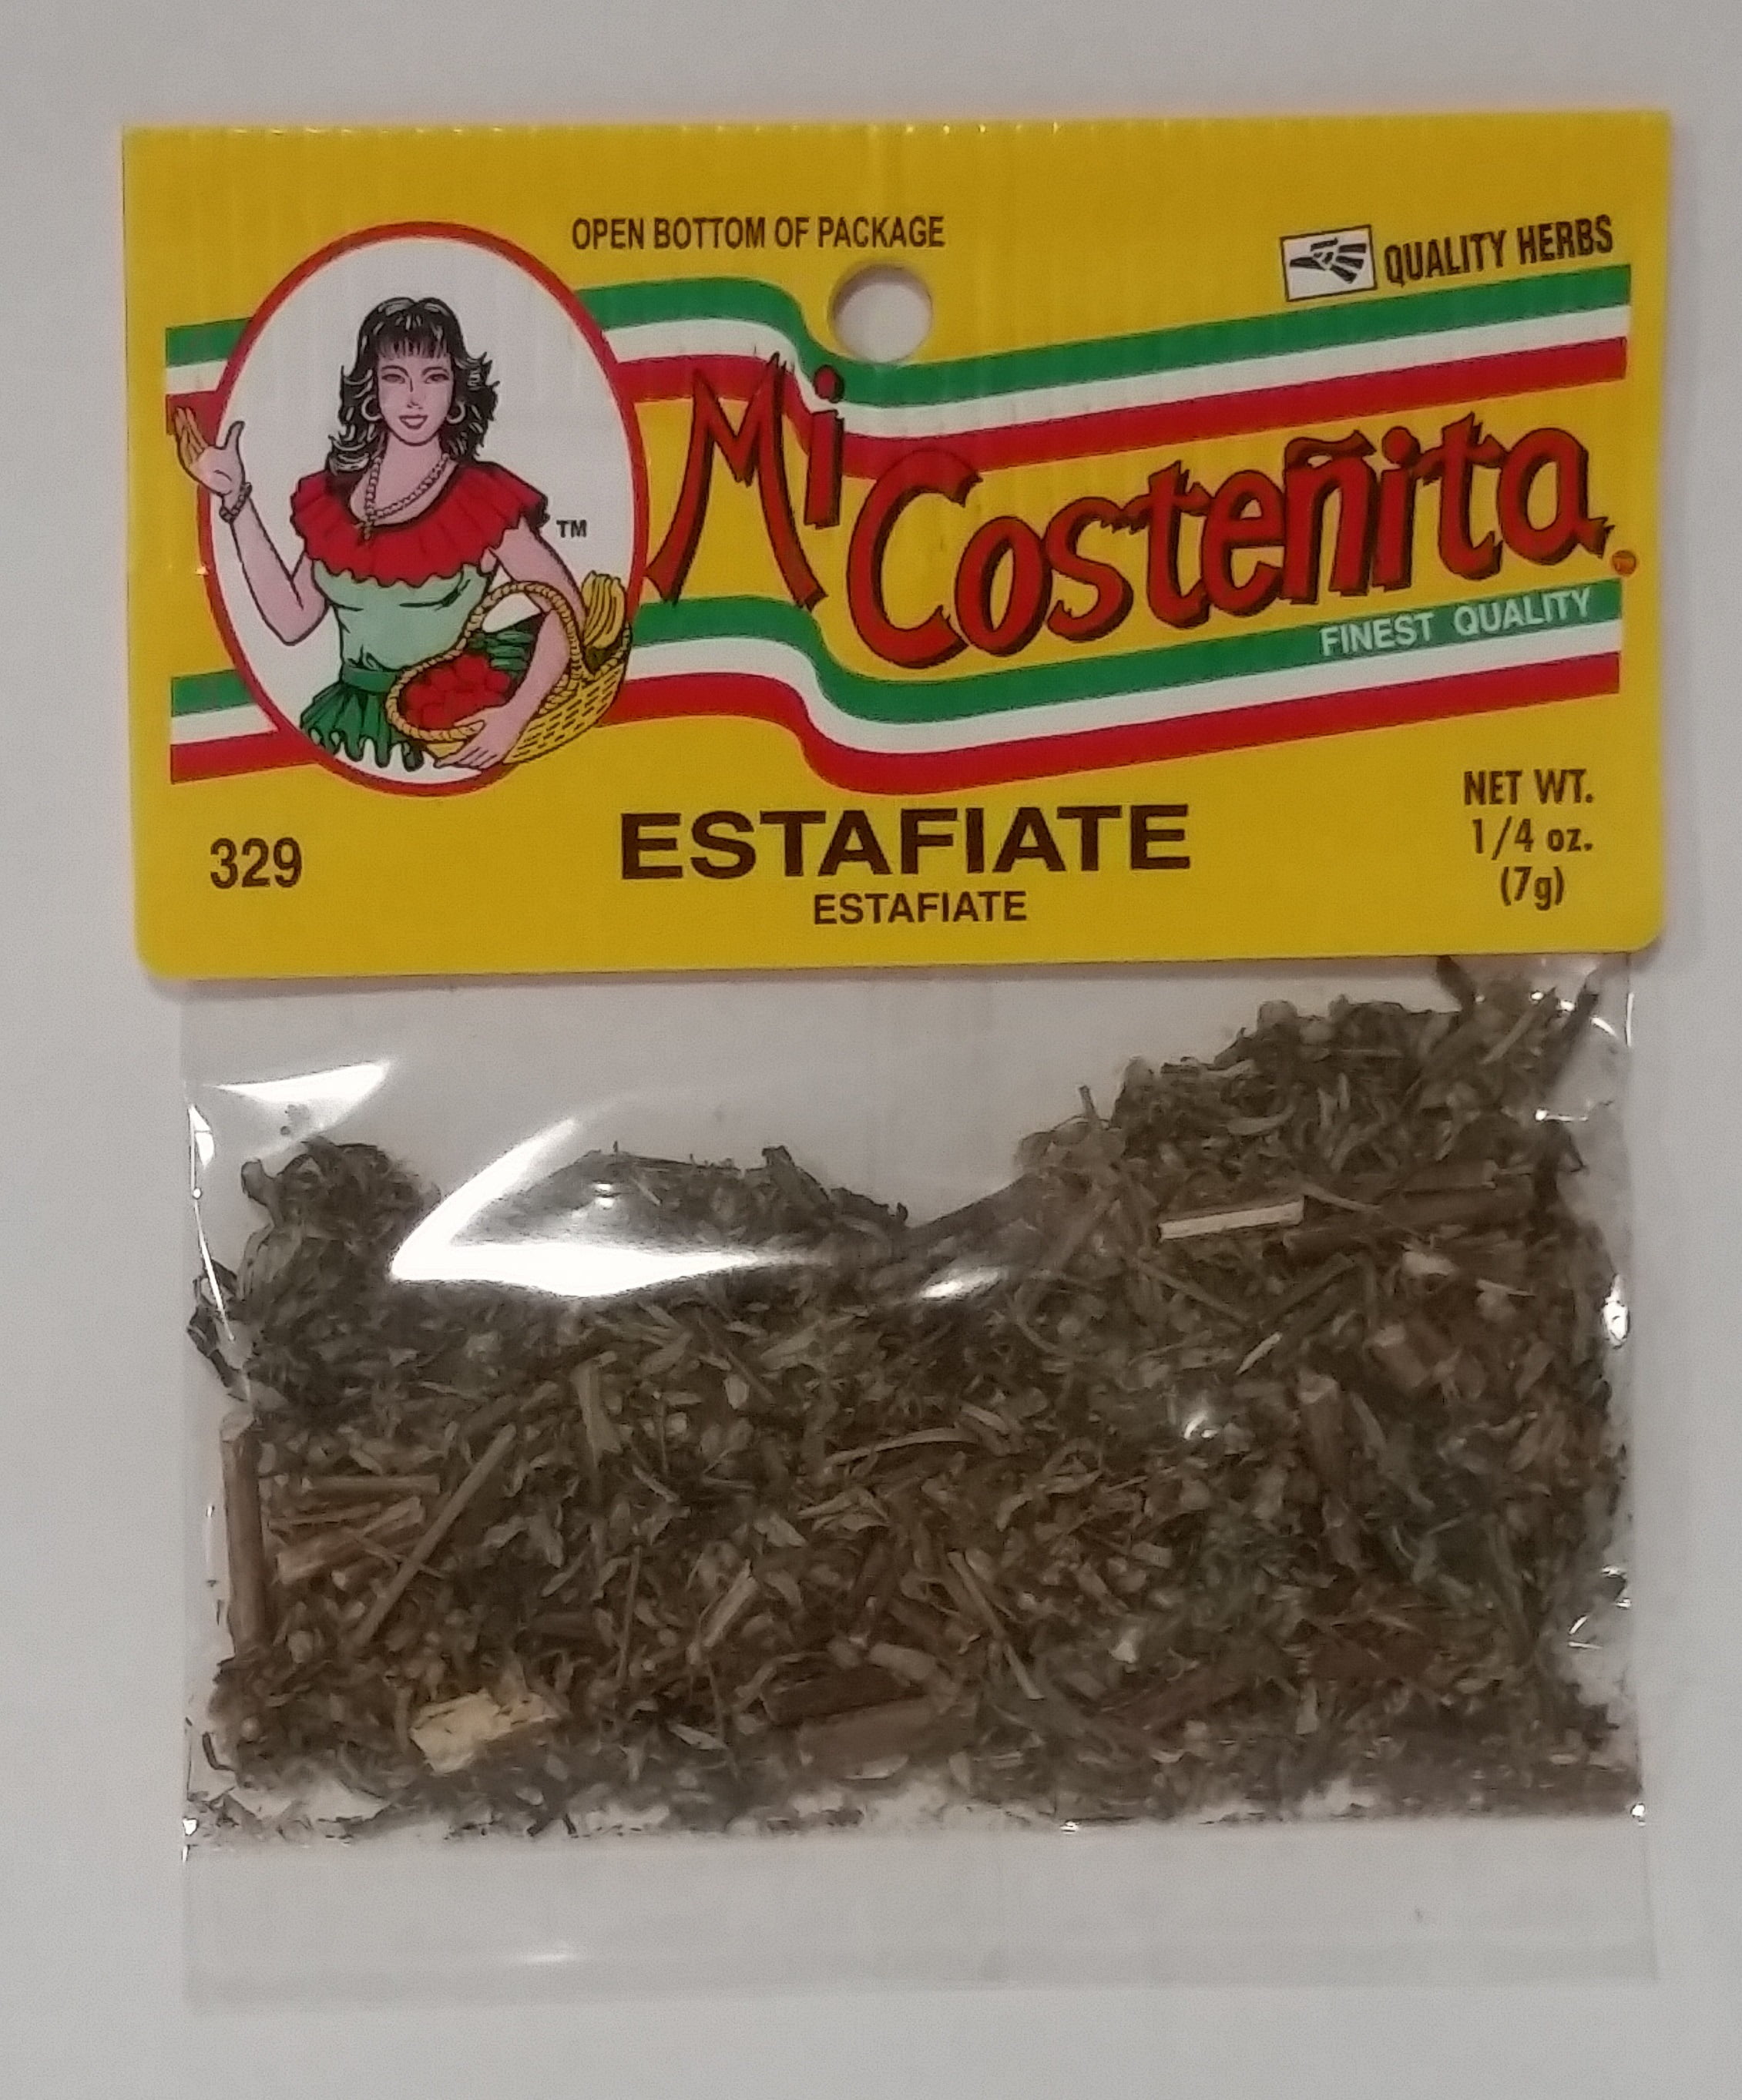 OPEN BOTTOM OF PACKAGE
QUALITY HERBS
TM
Mi Costeñita
FINEST QUALITY
329
ESTAFIATE
ESTAFIATE
NET WT.
1/4 oz.
(7g)